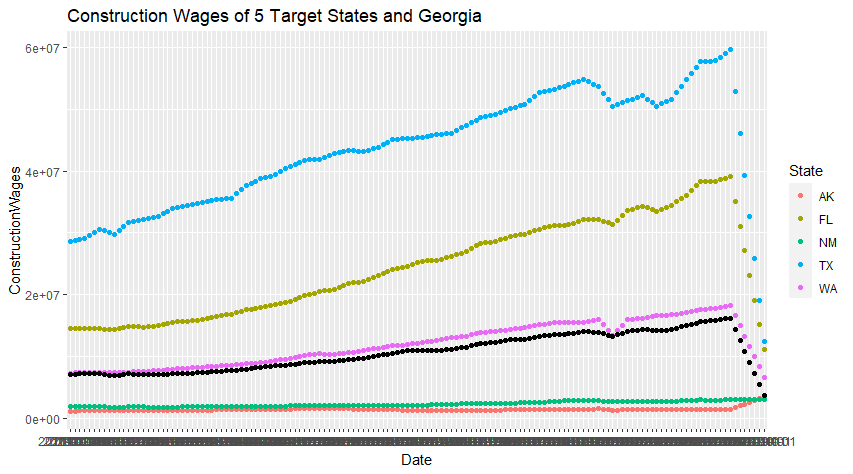 Construction Wages of 5 Target States and Georgia
6e+07
4e+07
2e+07
0e+00
ConstructionWages
Date
State
AK
FL
NM
TX
WA